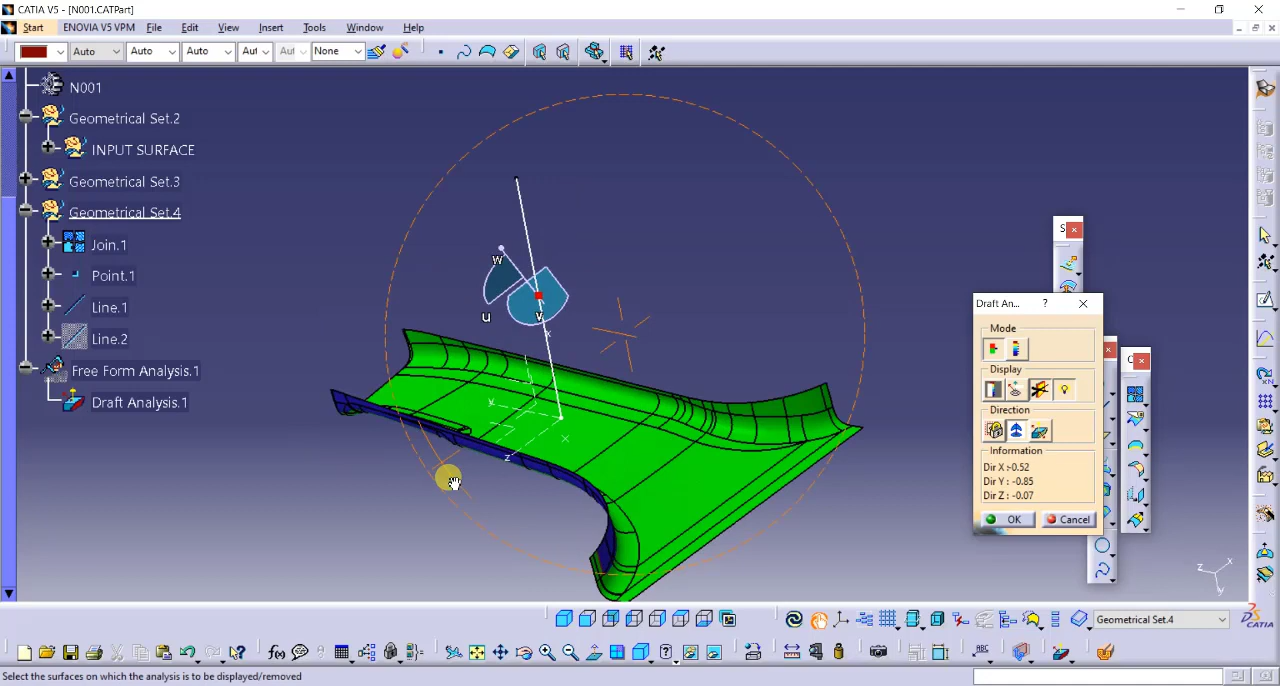 CATIA V5 - [N001.CATPart]
Start ENOVIA V5 VPM File Edit View Insert Tools Window Help
Auto Auto Auto Aut Aut None
N001
Geometrical Set.2
INPUT SURFACE
Geometrical Set.3
Geometrical Set.4
Join.1
Point.1
Line.1
Line.2
Free Form Analysis.1
Draft Analysis.1
w
u
v
x
y
z
S
Draft An... ?
Mode
Display
Direction
Information
Dir X:-0.52
Dir Y : -0.85
Dir Z : -0.07
OK Cancel
z x
y
Geometrical Set.4
CATIA
f(x)
ABC
Select the surfaces on which the analysis is to be displayed/removed